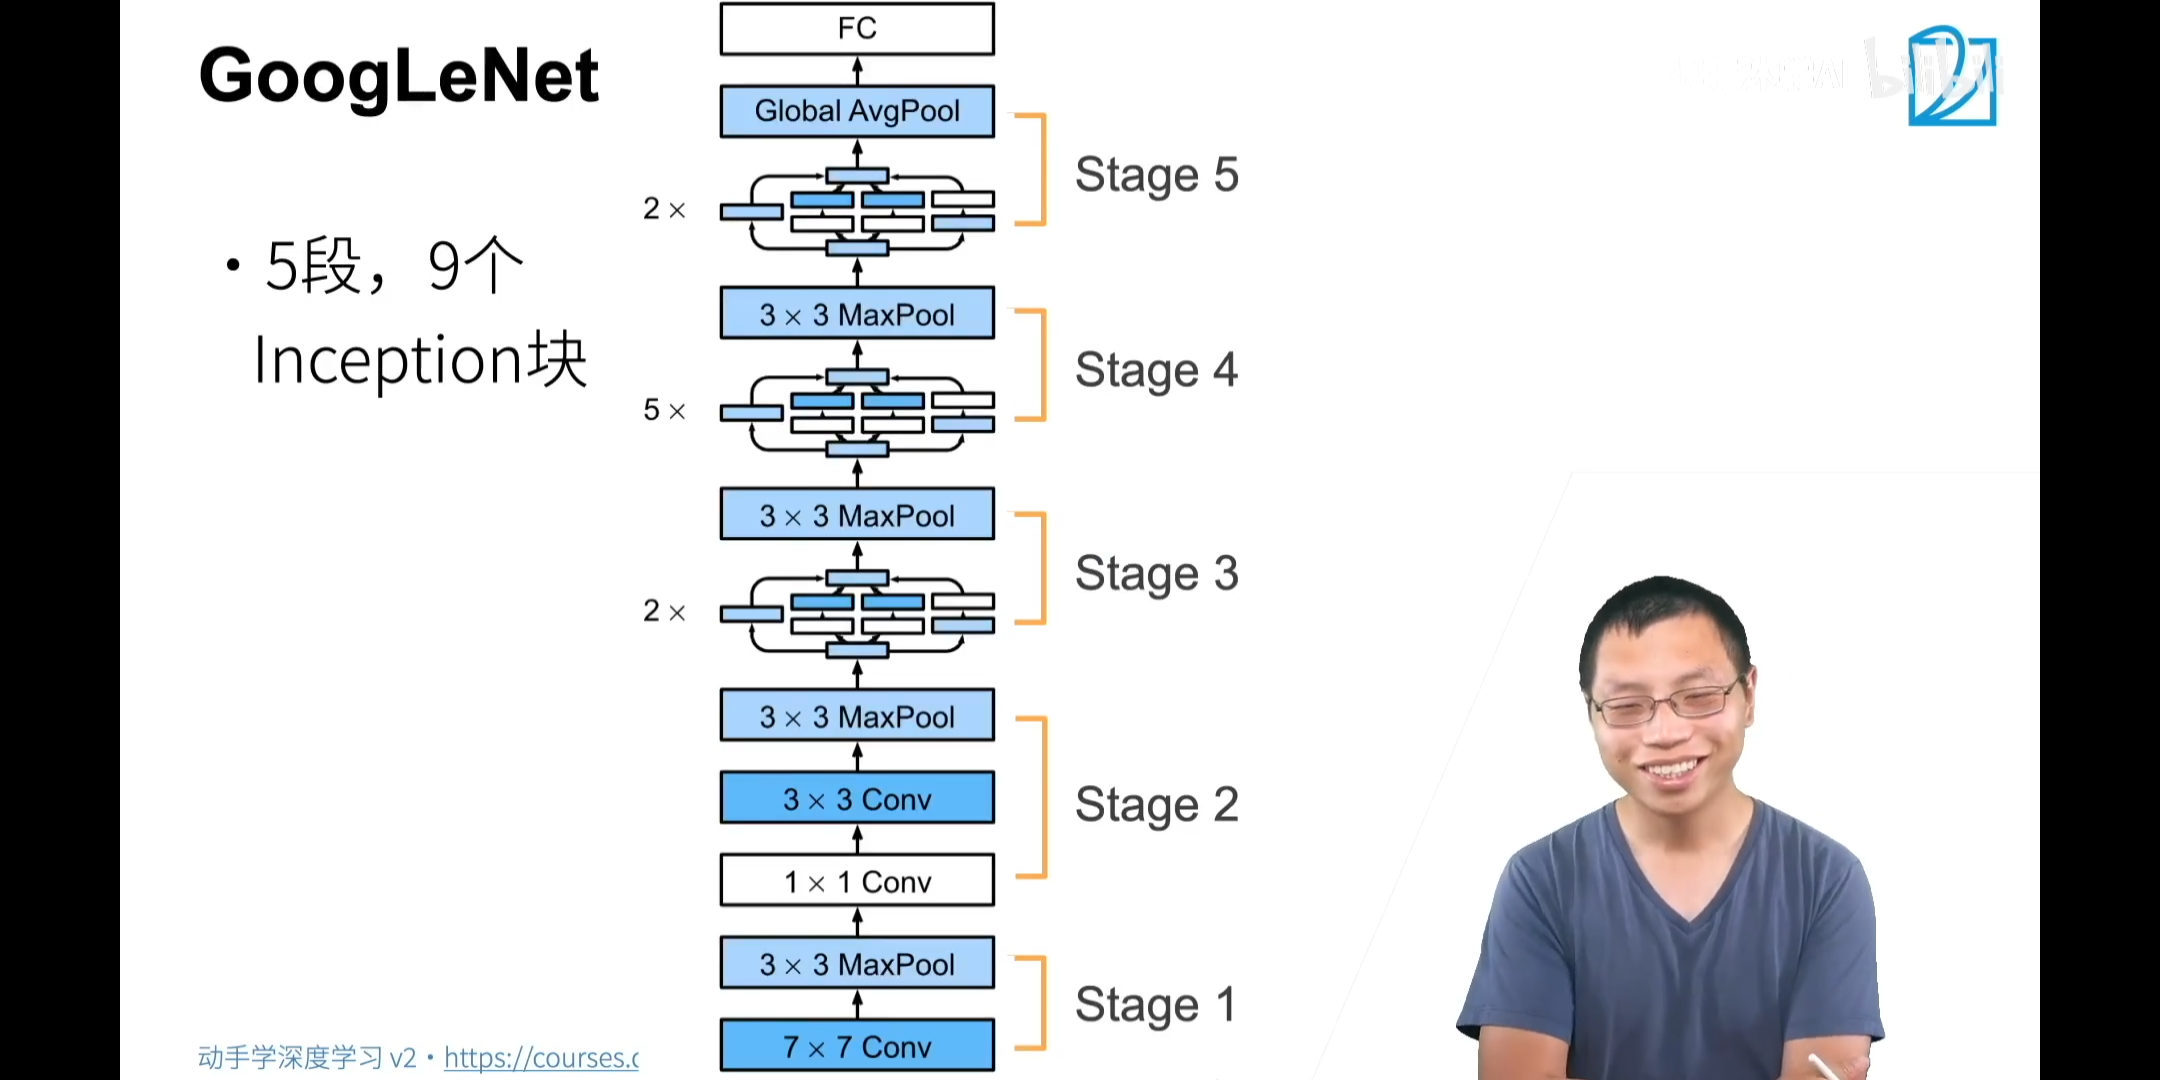 GoogLeNet
• 5段，9个
Inception块
FC
Global AvgPool
Stage 5
2 ×
3 × 3 MaxPool
Stage 4
5 ×
3 × 3 MaxPool
Stage 3
2 ×
3 × 3 MaxPool
3 × 3 Conv
Stage 2
1 × 1 Conv
3 × 3 MaxPool
Stage 1
7 × 7 Conv
动手学深度学习 v2 • https://courses.
bilibili